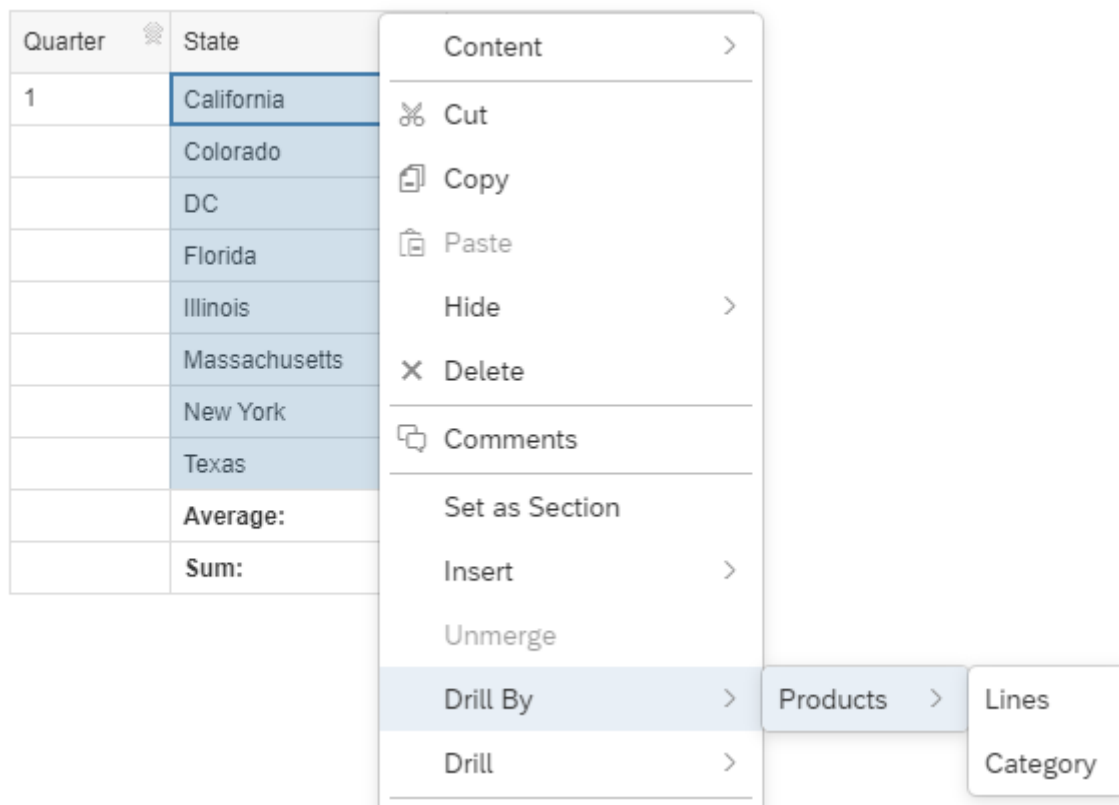 Quarter State
1 California
Colorado
DC
Florida
Illinois
Massachusetts
New York
Texas
Average:
Sum:
Content
Cut
Copy
Paste
Hide
Delete
Comments
Set as Section
Insert
Unmerge
Drill By
Drill
Products
Lines
Category